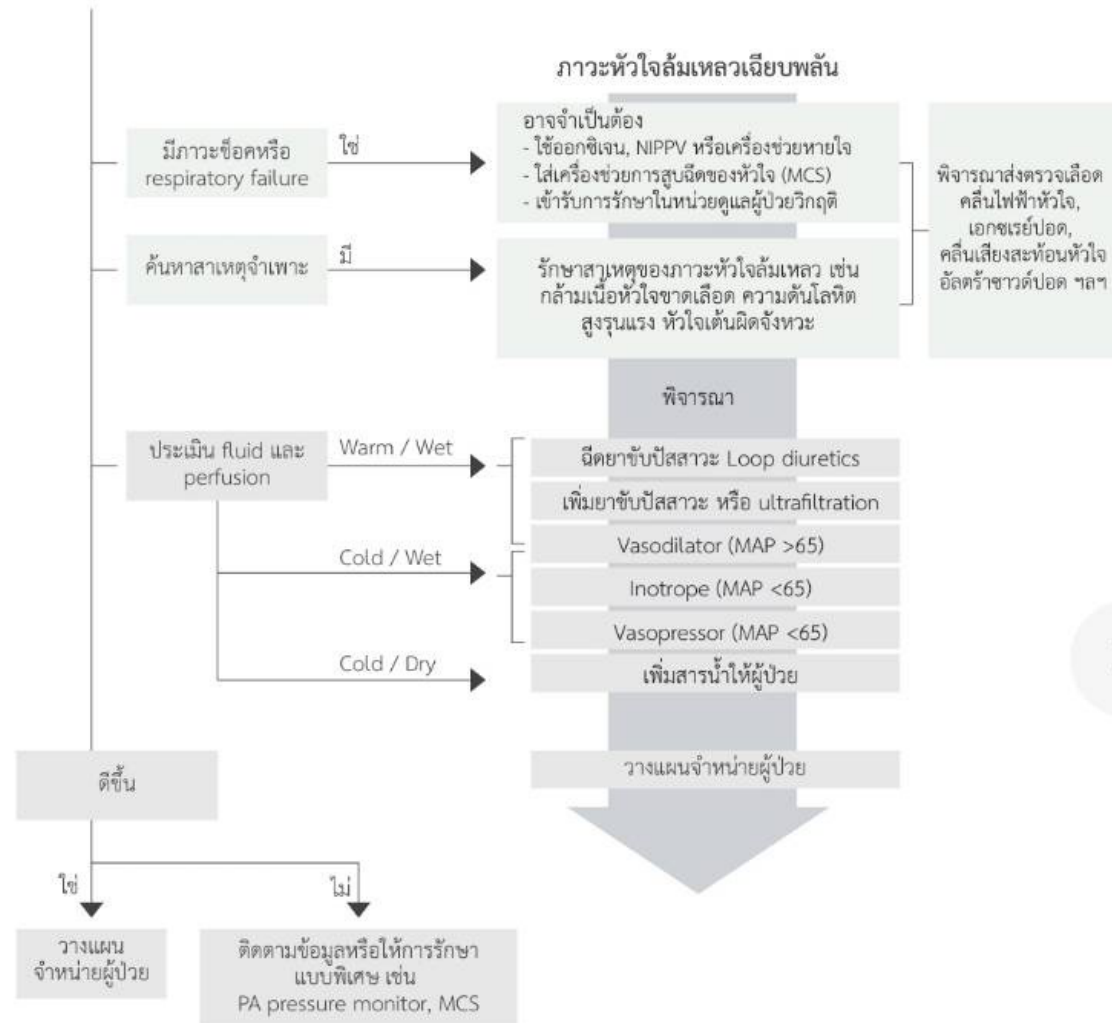 ภาวะหัวใจล้มเหลวเฉียบพลัน
มีภาวะช็อคหรือ
respiratory failure
ใช่
อาจจำเป็นต้อง
- ใช้ออกซิเจน, NIPPV หรือเครื่องช่วยหายใจ
- ใส่เครื่องช่วยการสูบฉีดของหัวใจ (MCS)
- เข้ารับการรักษาในหน่วยดูแลผู้ป่วยวิกฤติ
พิจารณาส่งตรวจเลือด
คลื่นไฟฟ้าหัวใจ,
เอกซเรย์ปอด,
คลื่นเสียงสะท้อนหัวใจ
อัลตร้าซาวด์ปอด ฯลฯ
ค้นหาสาเหตุจำเพาะ
มี
รักษาสาเหตุของภาวะหัวใจล้มเหลว เช่น
กล้ามเนื้อหัวใจขาดเลือด ความดันโลหิต
สูงรุนแรง หัวใจเต้นผิดจังหวะ
พิจารณา
ประเมิน fluid และ
perfusion
Warm / Wet
ฉีดยาขับปัสสาวะ Loop diuretics
เพิ่มยาขับปัสสาวะ หรือ ultrafiltration
Vasodilator (MAP >65)
Cold / Wet
Inotrope (MAP <65)
Vasopressor (MAP <65)
Cold / Dry
เพิ่มสารน้ำให้ผู้ป่วย
วางแผนจำหน่ายผู้ป่วย
ดีขึ้น
ใช่
ไม่
วางแผน
จำหน่ายผู้ป่วย
ติดตามข้อมูลหรือให้การรักษา
แบบพิเศษ เช่น
PA pressure monitor, MCS